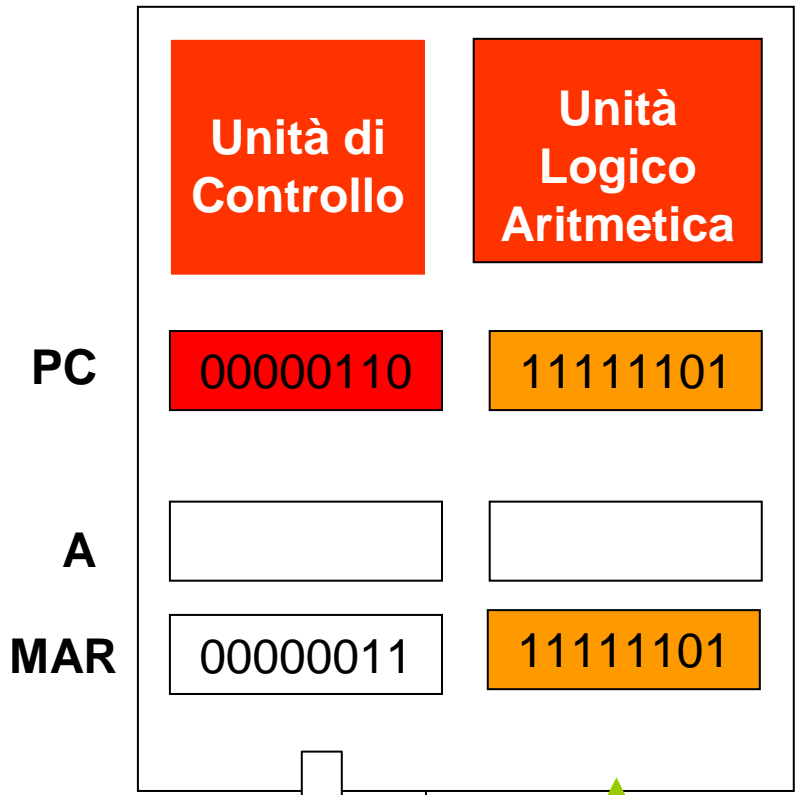 Unità di
Controllo
Unità
Logico
Aritmetica
PC 00000110 11111101
A
MAR 00000011 11111101